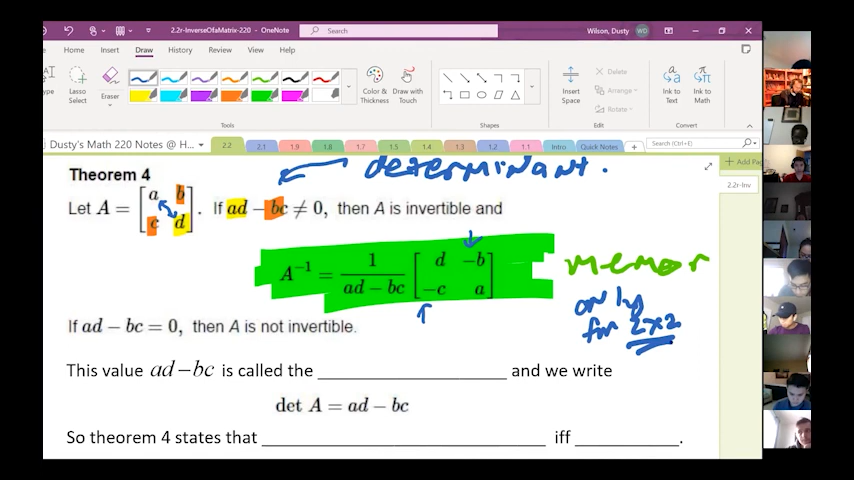 2.2r-InverseOfaMatrix-220 - OneNote
Search
Wilson, Dusty WD
Home Insert Draw History Review View Help
Type
Lasso Select
Eraser
Color & Thickness
Draw with Touch
Insert Space
Delete
Arrange
Rotate
Ink to Text
Ink to Math
Tools Shapes Edit Convert
Dusty's Math 220 Notes @ H... 2.2 2.1 1.9 1.8 1.7 1.5 1.4 1.3 1.2 1.1 Intro Quick Notes + Search (Ctrl+E)
Add Pag
2.2r-Inv
determinant.
Theorem 4
Let A = [a b; c d]. If ad − bc ≠ 0, then A is invertible and
A⁻¹ = 1/(ad − bc) [d −b; −c a]
memor
only
for 2x2
If ad − bc = 0, then A is not invertible.
This value ad − bc is called the ____________________ and we write
det A = ad − bc
So theorem 4 states that ______________________________ iff ___________.